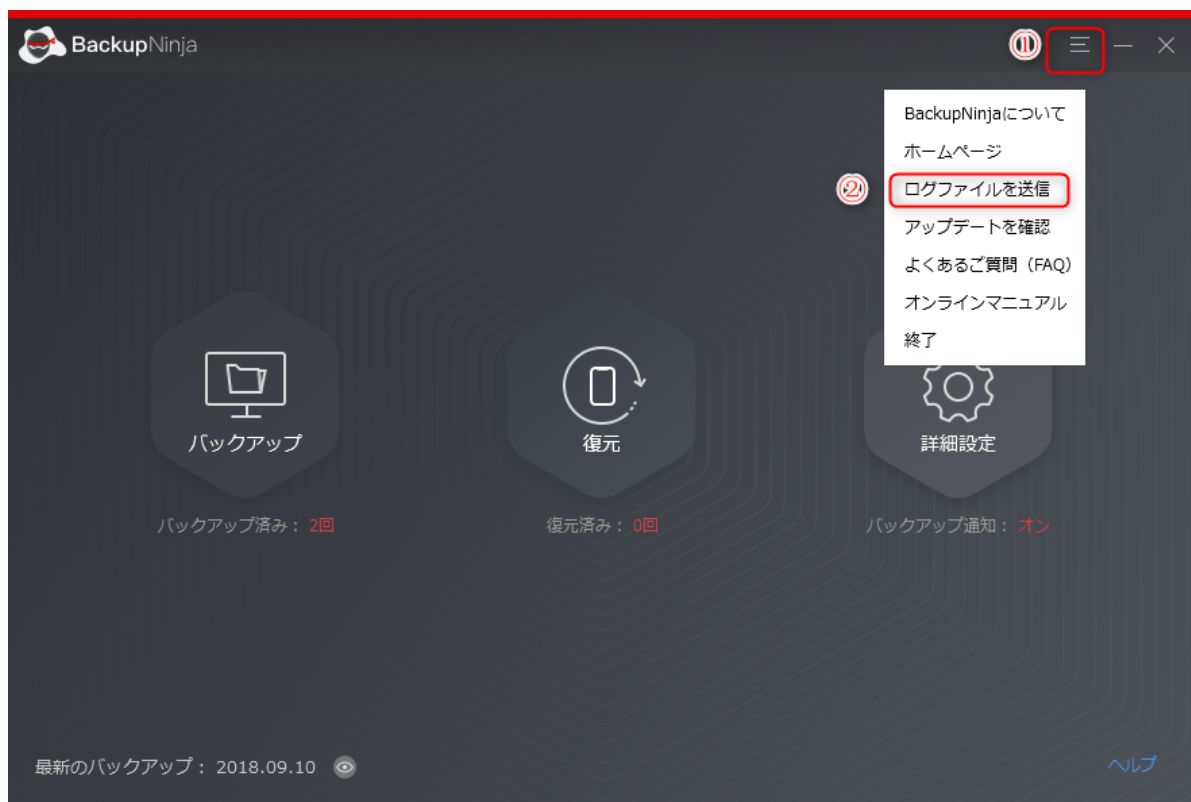 BackupNinja
①
BackupNinjaについて
ホームページ
②
ログファイルを送信
アップデートを確認
よくあるご質問（FAQ）
オンラインマニュアル
終了
バックアップ
復元
詳細設定
バックアップ済み： 2回
復元済み： 0回
バックアップ通知： オン
最新のバックアップ： 2018.09.10
ヘルプ